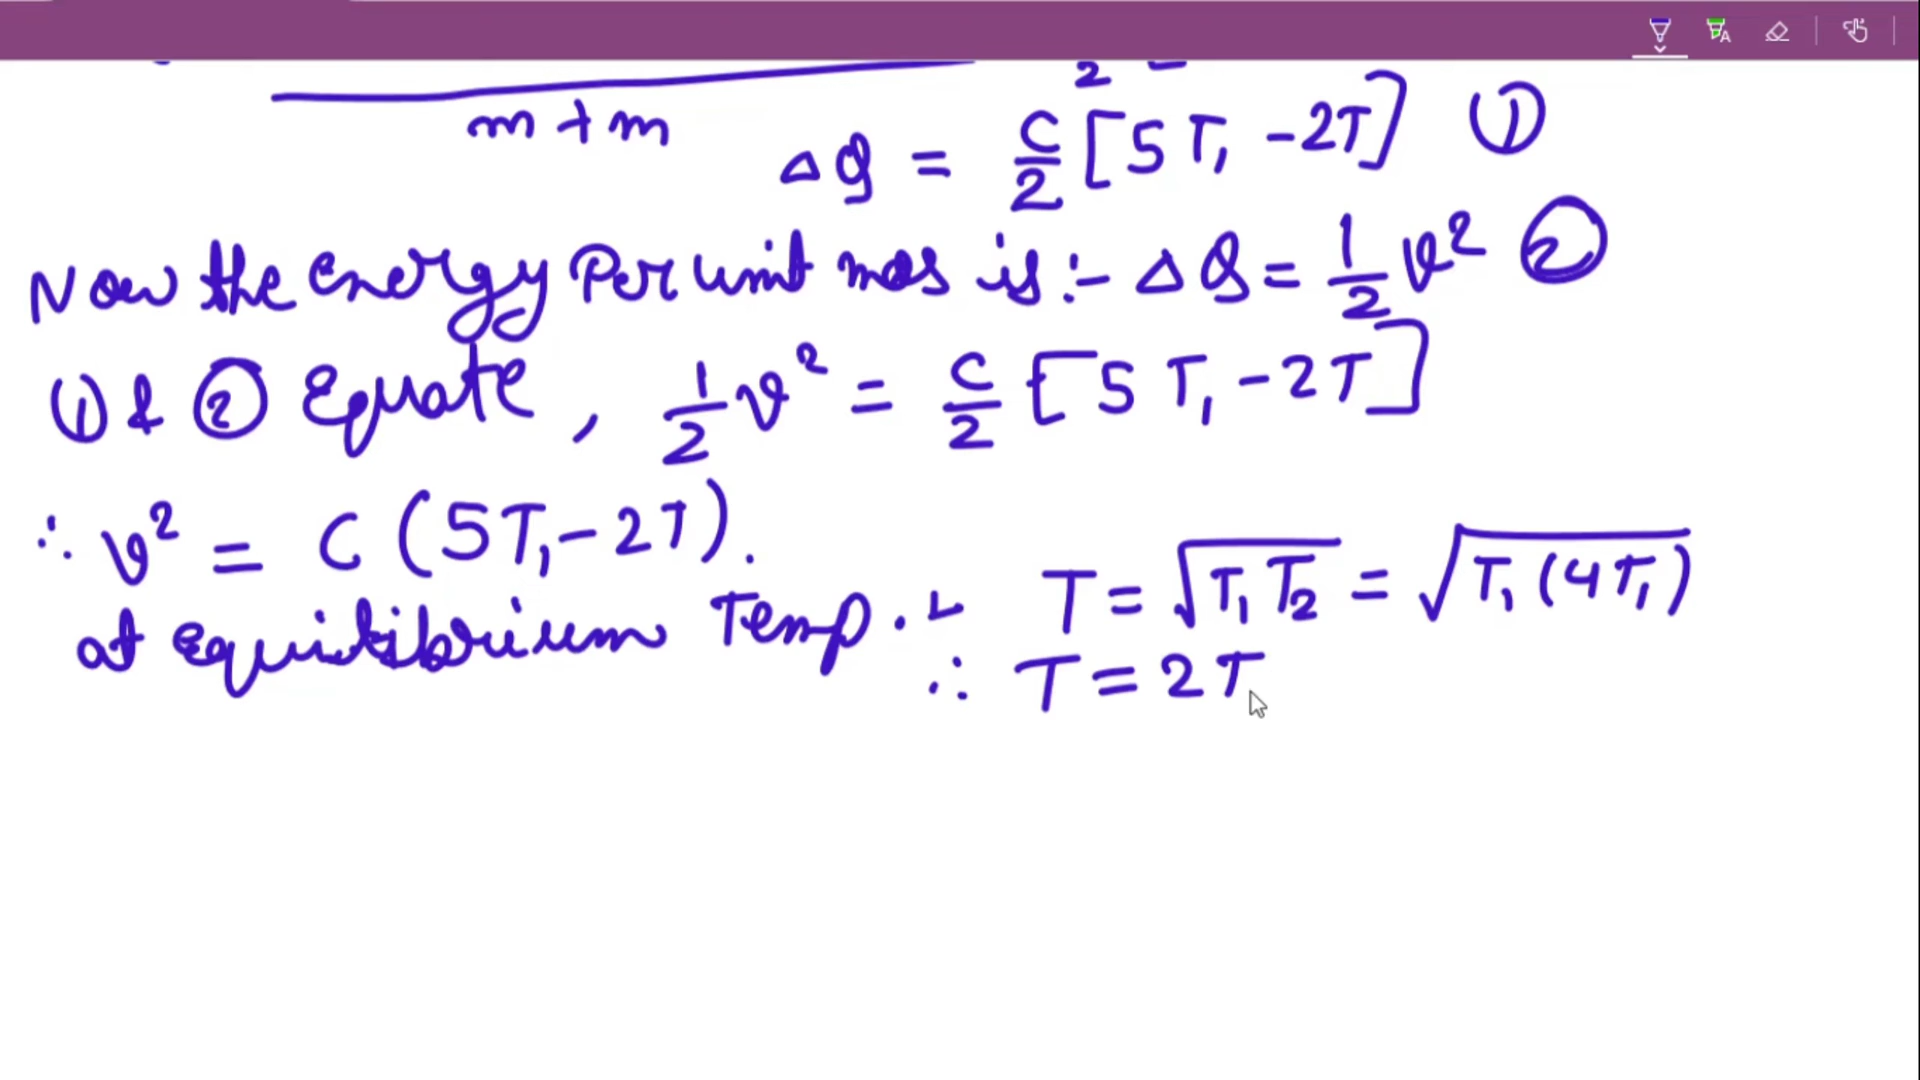 m + m
ΔQ = C/2 [5T₁ - 2T] ①
Now the energy Per unit mas is :- ΔQ = 1/2 v² ②
① & ② Equate, 1/2 v² = C/2 [5T₁ - 2T]
∴ v² = C (5T₁ - 2T).
at equilibrium Temp. :- T = √T₁T₂ = √T₁(4T₁)
∴ T = 2T